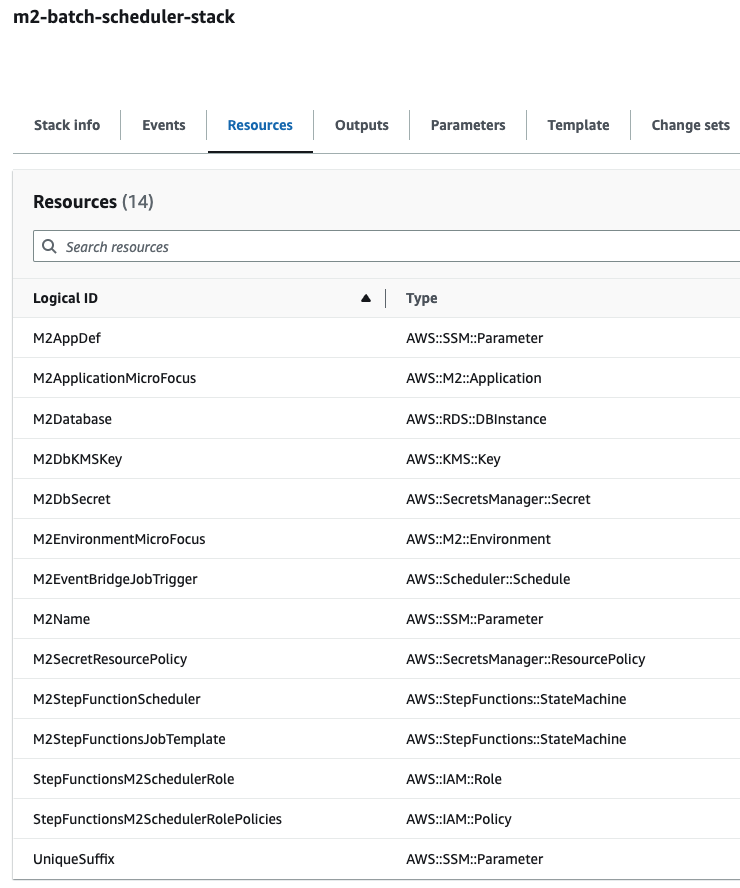 m2-batch-scheduler-stack
Stack info Events Resources Outputs Parameters Template Change sets
Resources (14)
Search resources
Logical ID Type
M2AppDef AWS::SSM::Parameter
M2ApplicationMicroFocus AWS::M2::Application
M2Database AWS::RDS::DBInstance
M2DbKMSKey AWS::KMS::Key
M2DbSecret AWS::SecretsManager::Secret
M2EnvironmentMicroFocus AWS::M2::Environment
M2EventBridgeJobTrigger AWS::Scheduler::Schedule
M2Name AWS::SSM::Parameter
M2SecretResourcePolicy AWS::SecretsManager::ResourcePolicy
M2StepFunctionScheduler AWS::StepFunctions::StateMachine
M2StepFunctionsJobTemplate AWS::StepFunctions::StateMachine
StepFunctionsM2SchedulerRole AWS::IAM::Role
StepFunctionsM2SchedulerRolePolicies AWS::IAM::Policy
UniqueSuffix AWS::SSM::Parameter